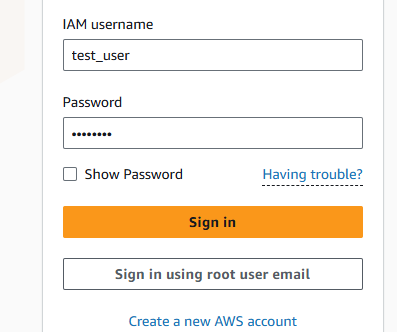 IAM username
test_user
Password
••••••••
Show Password
Having trouble?
Sign in
Sign in using root user email
Create a new AWS account